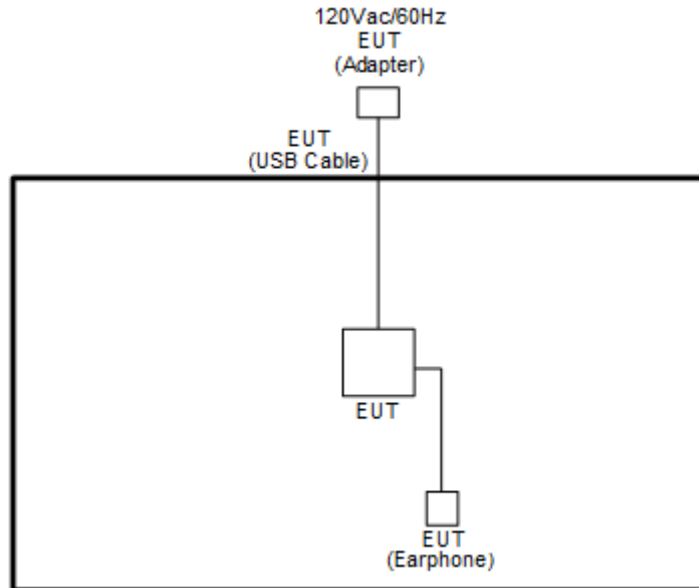 120Vac/60Hz
EUT
(Adapter)
EUT
(USB Cable)
EUT
EUT
(Earphone)